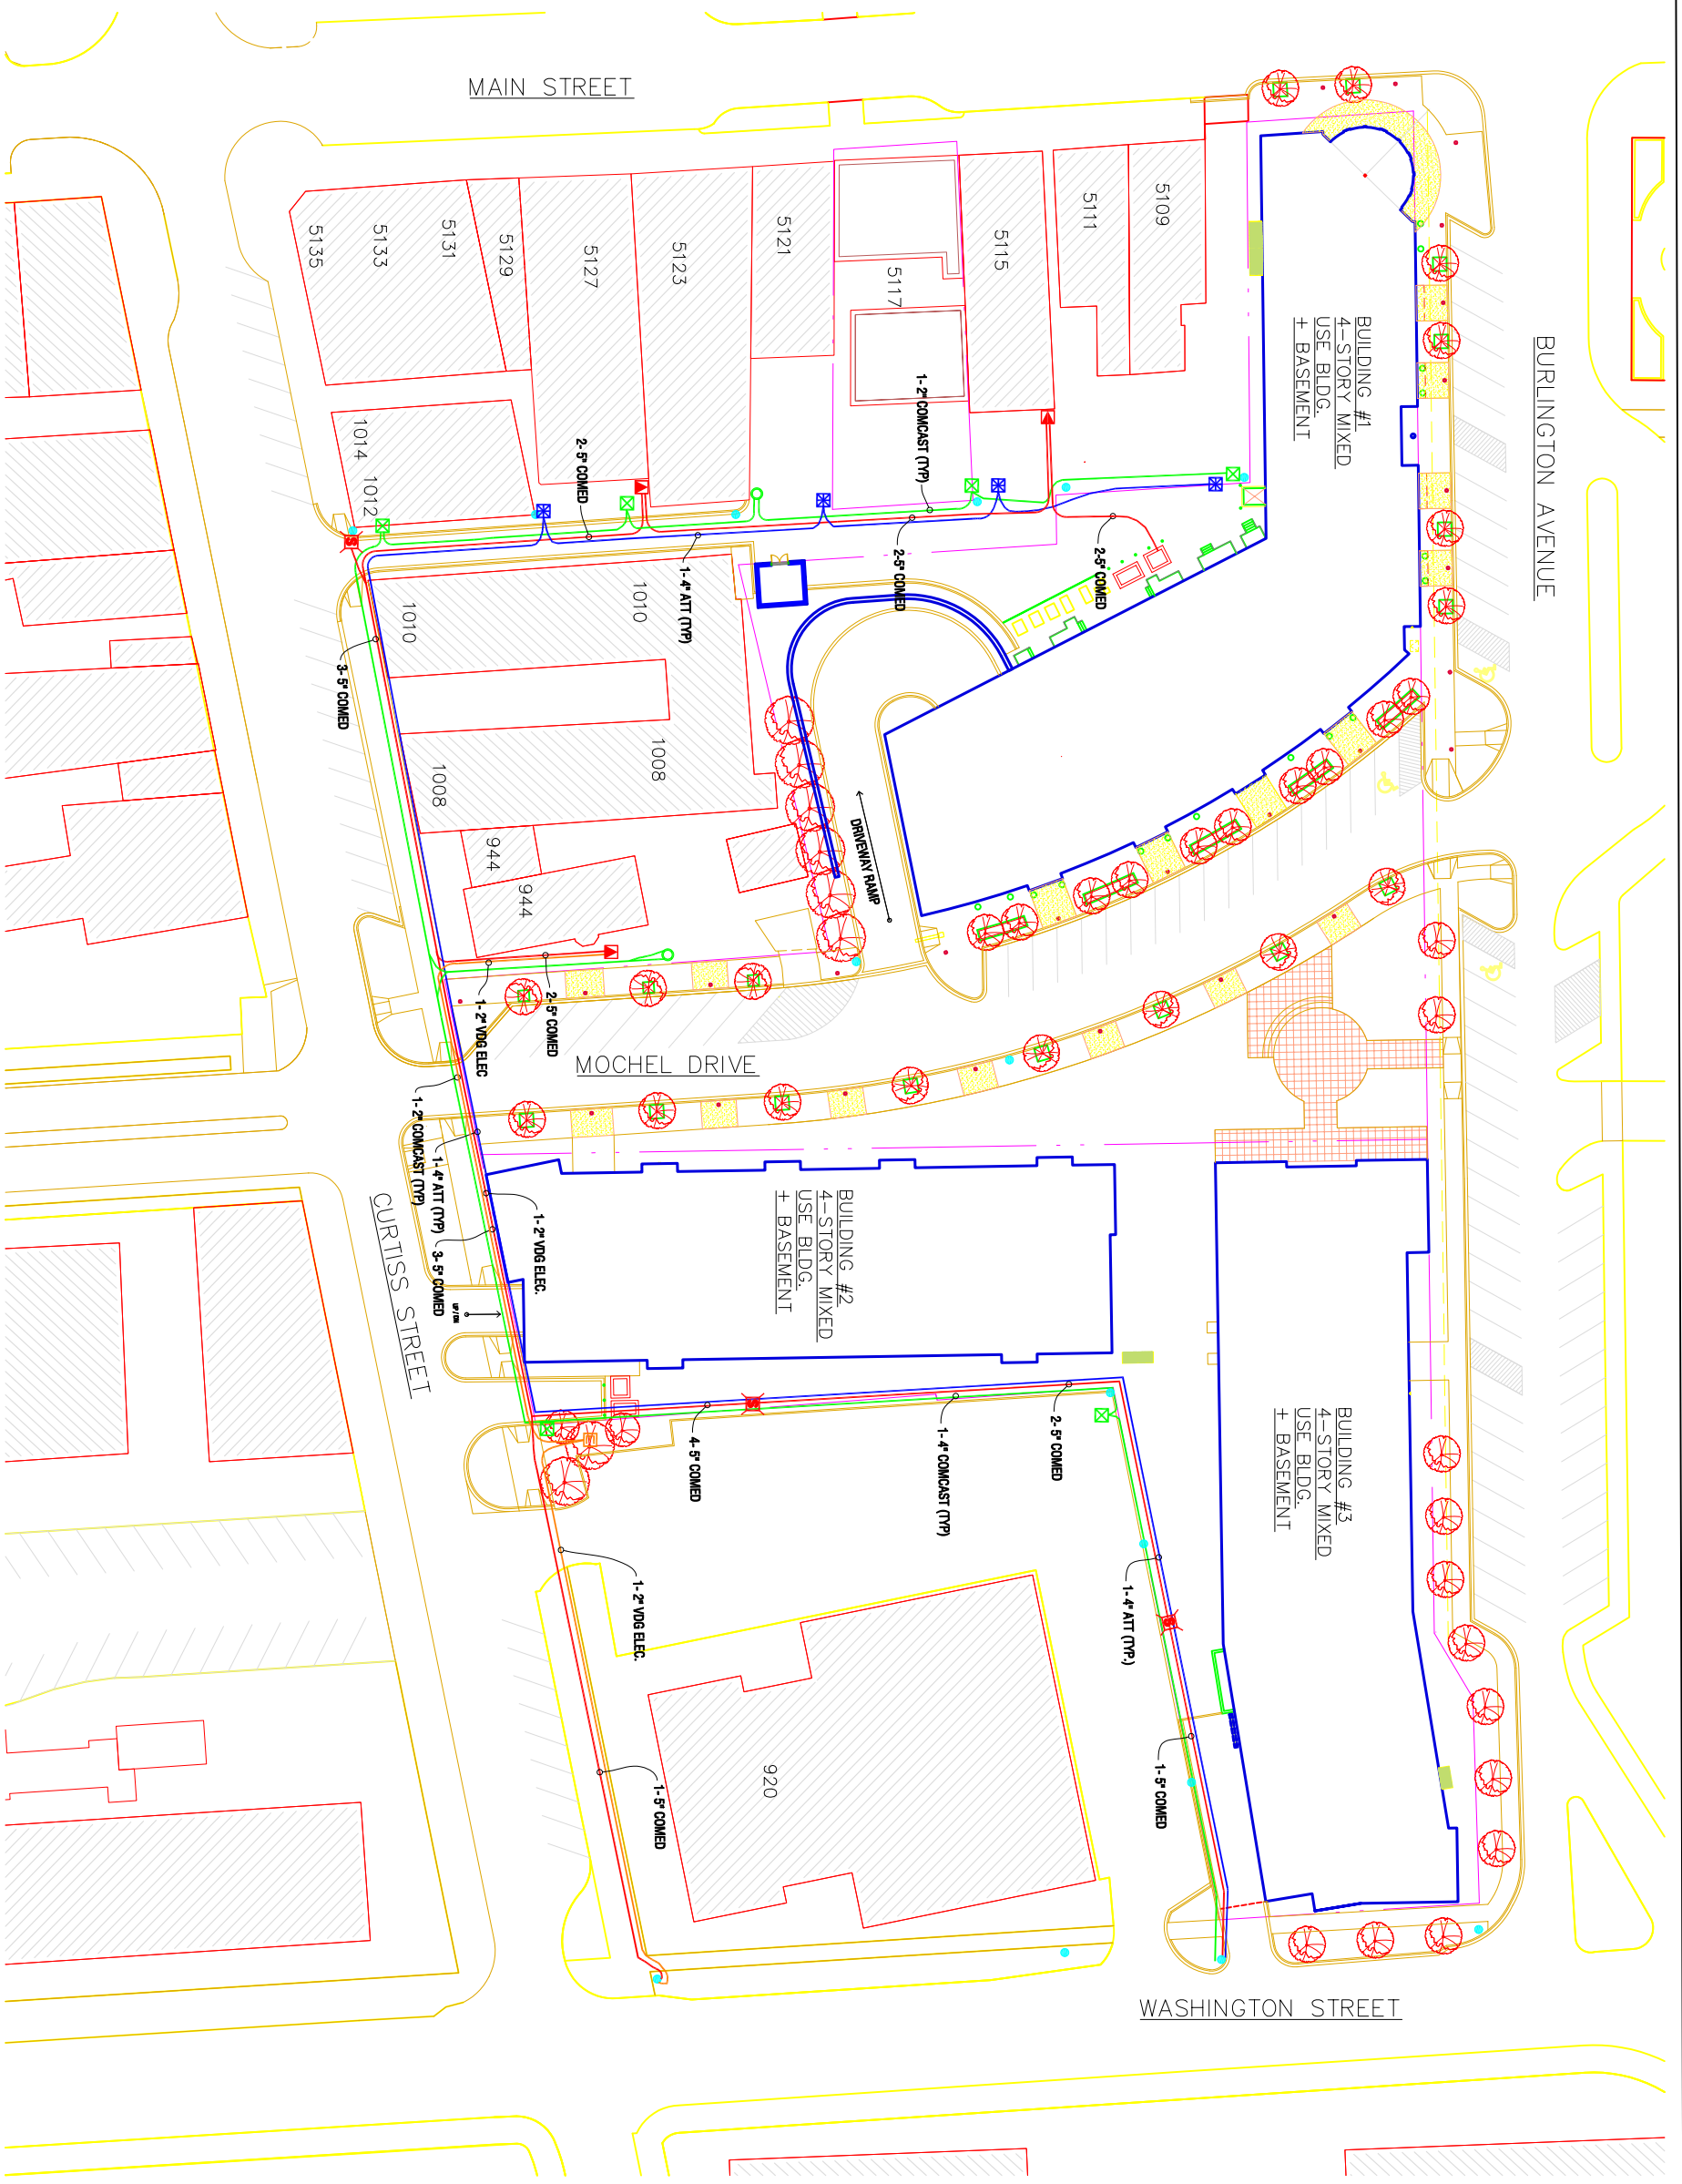 MAIN STREET
BURLINGTON AVENUE
BUILDING #1
4-STORY MIXED
USE BLDG.
+ BASEMENT
5109
5111
5115
5117
5121
5123
5127
5129
5131
5133
5135
1014
1012
1010
1010
1008
1008
944
944
1- 2" COMCAST (TYP)
2- 5" COMED
2-5" COMED
2-5" COMED
1- 4" ATT (TYP)
3- 5" COMED
DRIVEWAY RAMP
2- 5" COMED
1- 2" VDG ELEC
MOCHEL DRIVE
1- 2" COMCAST (TYP)
1- 4" ATT (TYP)
3- 5" COMED
1- 2" VDG ELEC.
UP/DN
CURTISS STREET
BUILDING #2
4-STORY MIXED
USE BLDG.
+ BASEMENT
BUILDING #3
4-STORY MIXED
USE BLDG.
+ BASEMENT
S
S
S
4-5" COMED
1- 4" COMCAST (TYP)
2- 5" COMED
1- 4" ATT (TYP.)
1- 2" VDG ELEC.
1- 5" COMED
1- 5" COMED
920
WASHINGTON STREET